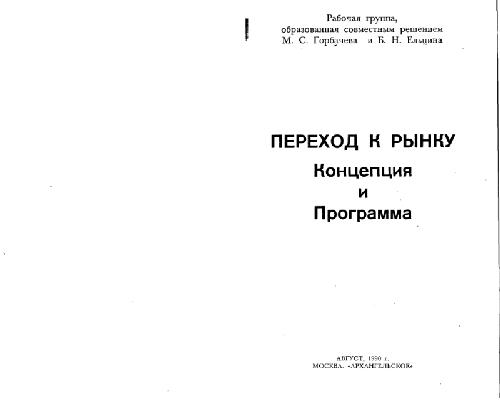 Рабочая группа,
образованная совместным решением
М. С. Горбачева и Б. Н. Ельцина
ПЕРЕХОД К РЫНКУ
Концепция
и
Программа
АВГУСТ, 1990 г.
МОСКВА, «АРХАНГЕЛЬСКОЕ»